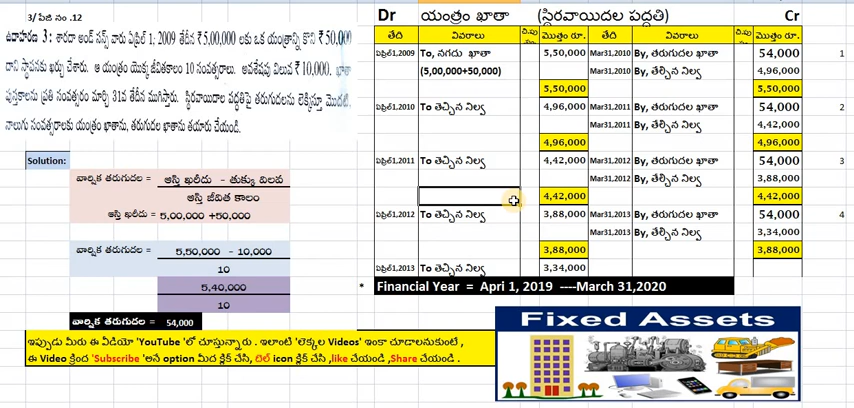 3/ పేజి నం .12
ఉదాహరణ 3: శారదా అండ్ సన్స్ వారు ఏప్రిల్ 1, 2009 తేదీన ₹5,00,000 లకు ఒక యంత్రాన్ని కొని ₹50,000
దాని స్థాపనకు ఖర్చు చేశారు. ఆ యంత్రం యొక్క జీవితకాలం 10 సంవత్సరాలు. అవశేషపు విలువ ₹10,000. ఖాతా
పుస్తకాలను ప్రతి సంవత్సరం మార్చి 31వ తేదీన ముగిస్తారు. స్థిరవాయిదాల పద్ధతిపై తరుగుదలను లెక్కిస్తూ మొదటి
నాలుగు సంవత్సరాలకు యంత్రం ఖాతాను, తరుగుదల ఖాతాను తయారు చేయండి.
Solution:
వార్షిక తరుగుదల = ఆస్తి ఖరీదు - తుక్కు విలవ
ఆస్తి జీవిత కాలం
ఆస్తి ఖరీదు = 5,00,000 +50,000
వార్షిక తరుగుదల = 5,50,000 - 10,000
10
5,40,000
10
వార్షిక తరుగుదల = 54,000
Dr యంత్రం ఖాతా (స్థిరవాయిదల పద్ధతి) Cr
తేది వివరాలు చి.పు మొత్తం రూ. తేది వివరాలు చి.పు మొత్తం రూ.
ఏప్రిల్1,2009 To, నగదు ఖాతా 5,50,000 Mar31,2010 By, తరుగుదల ఖాతా 54,000 1
(5,00,000+50,000) Mar31,2010 By, తేల్చిన నిల్వ 4,96,000
5,50,000 5,50,000
ఏప్రిల్1,2010 To తెచ్చిన నిల్వ 4,96,000 Mar31,2011 By, తరుగుదల ఖాతా 54,000 2
Mar31,2011 By, తేల్చిన నిల్వ 4,42,000
4,96,000 4,96,000
ఏప్రిల్1,2011 To తెచ్చిన నిల్వ 4,42,000 Mar31,2012 By, తరుగుదల ఖాతా 54,000 3
Mar31,2012 By, తేల్చిన నిల్వ 3,88,000
4,42,000 4,42,000
ఏప్రిల్1,2012 To తెచ్చిన నిల్వ 3,88,000 Mar31,2013 By, తరుగుదల ఖాతా 54,000 4
Mar31,2013 By, తేల్చిన నిల్వ 3,34,000
3,88,000 3,88,000
ఏప్రిల్1,2013 To తెచ్చిన నిల్వ 3,34,000
* Financial Year = Apri 1, 2019 ----March 31,2020
Fixed Assets
ఇప్పుడు మీరు ఈ వీడియో 'YouTube 'లో చూస్తున్నారు . ఇలాంటి 'లెక్కల Videos' ఇంకా చూడాలనుకుంటే ,
ఈ Video క్రింద 'Subscribe 'అనే option మీద క్లిక్ చేసి, బెల్ icon క్లిక్ చేసి ,like చేయండి ,Share చేయండి .